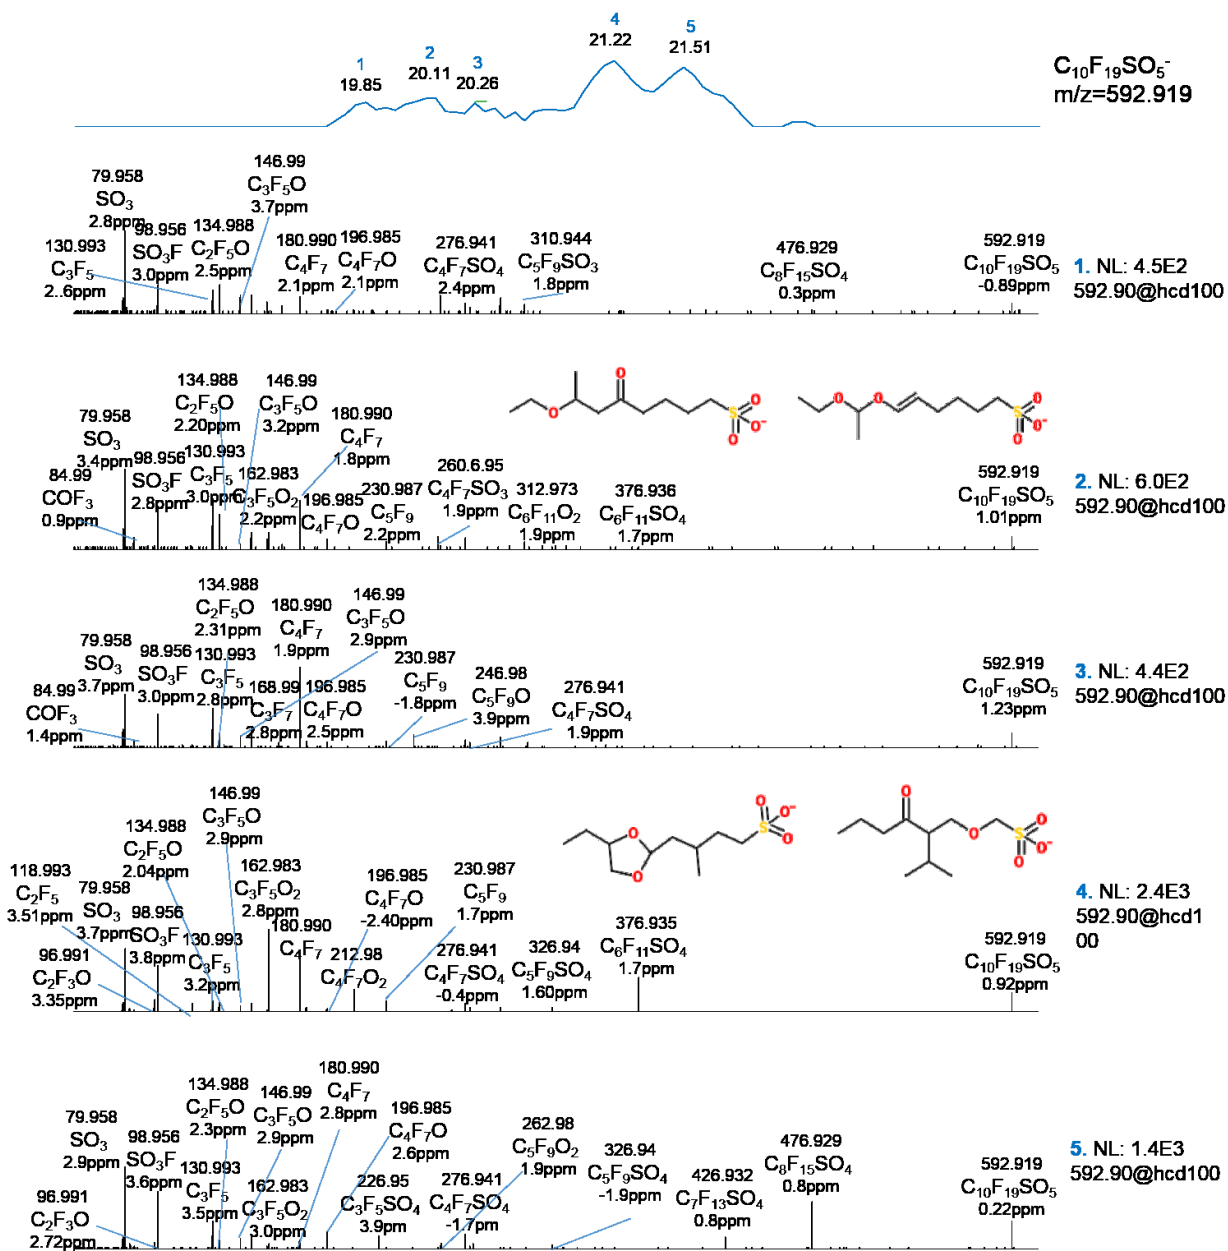 4
21.22
5
21.51
1
19.85
2
20.11
3
20.26
C10F19SO5-
m/z=592.919
79.958
SO3
2.8ppm
130.993
C3F5
2.6ppm
98.956
SO3F
3.0ppm
134.988
C2F5O
2.5ppm
146.99
C3F5O
3.7ppm
180.990
C4F7
2.1ppm
196.985
C4F7O
2.1ppm
276.941
C4F7SO4
2.4ppm
310.944
C5F9SO3
1.8ppm
476.929
C8F15SO4
0.3ppm
592.919
C10F19SO5
-0.89ppm
1. NL: 4.5E2
592.90@hcd100
84.99
COF3
0.9ppm
79.958
SO3
3.4ppm
98.956
SO3F
2.8ppm
134.988
C2F5O
2.20ppm
130.993
C3F5
3.0ppm
146.99
C3F5O
3.2ppm
162.983
C3F5O2
2.2ppm
180.990
C4F7
1.8ppm
196.985
C4F7O
230.987
C5F9
2.2ppm
260.6.95
C4F7SO3
1.9ppm
312.973
C6F11O2
1.9ppm
376.936
C6F11SO4
1.7ppm
O
O
O
O
O-
S
O
O
O
O
O-
S
592.919
C10F19SO5
1.01ppm
2. NL: 6.0E2
592.90@hcd100
84.99
COF3
1.4ppm
79.958
SO3
3.7ppm
98.956
SO3F
3.0ppm
134.988
C2F5O
2.31ppm
130.993
C3F5
2.8ppm
168.99
C3F7
2.8ppm
180.990
C4F7
1.9ppm
196.985
C4F7O
2.5ppm
146.99
C3F5O
2.9ppm
230.987
C5F9
-1.8ppm
246.98
C5F9O
3.9ppm
276.941
C4F7SO4
1.9ppm
592.919
C10F19SO5
1.23ppm
3. NL: 4.4E2
592.90@hcd100
118.993
C2F5
3.51ppm
96.991
C2F3O
3.35ppm
79.958
SO3
3.7ppm
98.956
SO3F
3.8ppm
134.988
C2F5O
2.04ppm
130.993
C3F5
3.2ppm
146.99
C3F5O
2.9ppm
162.983
C3F5O2
2.8ppm
180.990
C4F7
212.98
C4F7O2
196.985
C4F7O
-2.40ppm
230.987
C5F9
1.7ppm
276.941
C4F7SO4
-0.4ppm
326.94
C5F9SO4
1.60ppm
376.935
C6F11SO4
1.7ppm
O
O
O
O
O-
S
O
O
O
O
O-
S
592.919
C10F19SO5
0.92ppm
4. NL: 2.4E3
592.90@hcd1
00
96.991
C2F3O
2.72ppm
79.958
SO3
2.9ppm
98.956
SO3F
3.6ppm
134.988
C2F5O
2.3ppm
130.993
C3F5
3.5ppm
146.99
C3F5O
2.9ppm
162.983
C3F5O2
3.0ppm
180.990
C4F7
2.8ppm
196.985
C4F7O
2.6ppm
226.95
C3F5SO4
3.9ppm
276.941
C4F7SO4
-1.7pm
262.98
C5F9O2
1.9ppm
326.94
C5F9SO4
-1.9ppm
426.932
C7F13SO4
0.8ppm
476.929
C8F15SO4
0.8ppm
592.919
C10F19SO5
0.22ppm
5. NL: 1.4E3
592.90@hcd100